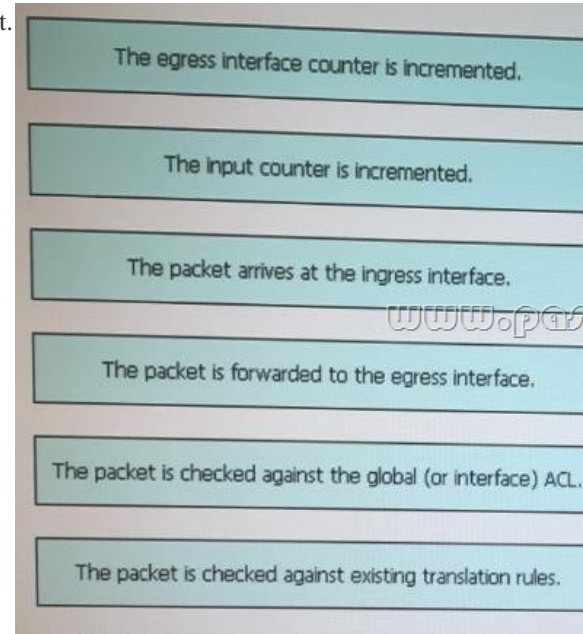 t.
The egress interface counter is incremented.
The input counter is incremented.
The packet arrives at the ingress interface.
www.pas
The packet is forwarded to the egress interface.
The packet is checked against the global (or interface) ACL.
The packet is checked against existing translation rules.